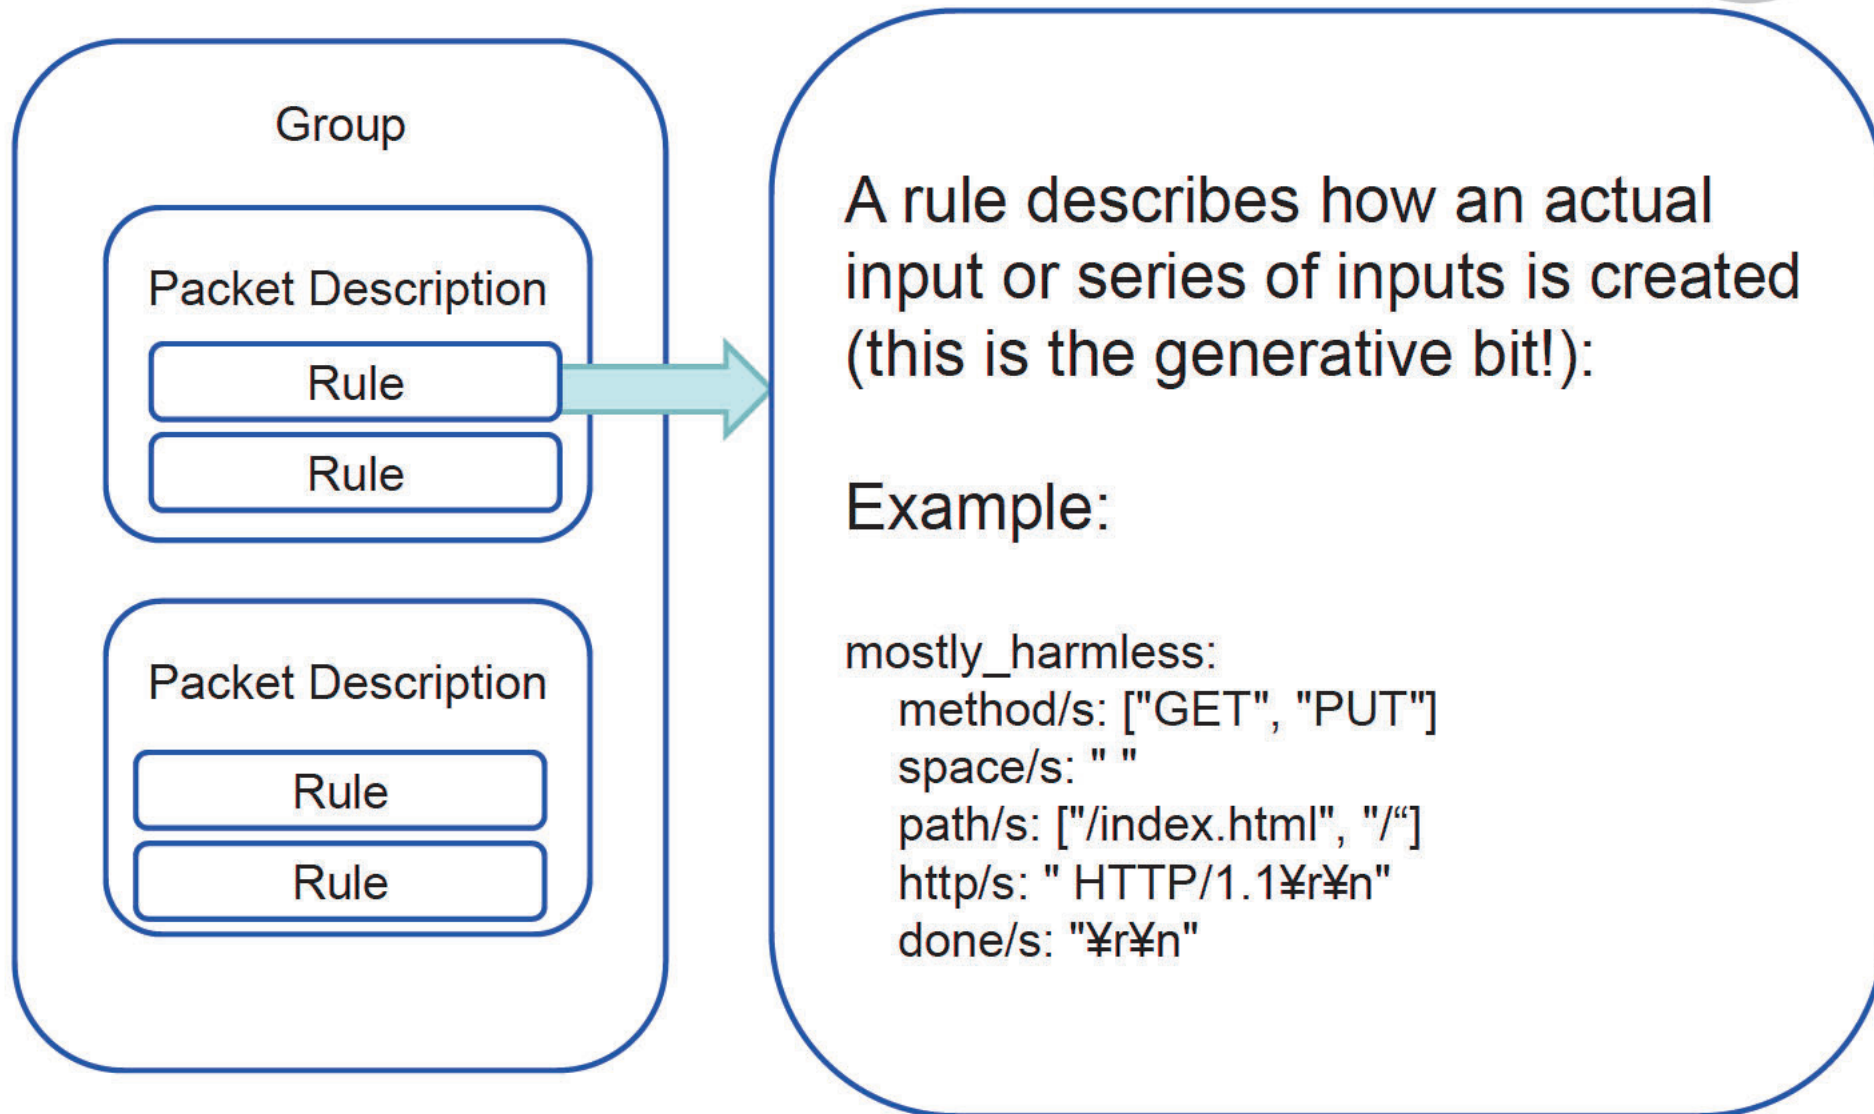 Group
Packet Description
Rule
Rule
Packet Description
Rule
Rule
A rule describes how an actual
input or series of inputs is created
(this is the generative bit!):
Example:
mostly_harmless:
method/s: ["GET", "PUT"]
space/s: " "
path/s: ["/index.html", "/“]
http/s: " HTTP/1.1¥r¥n"
done/s: "¥r¥n"